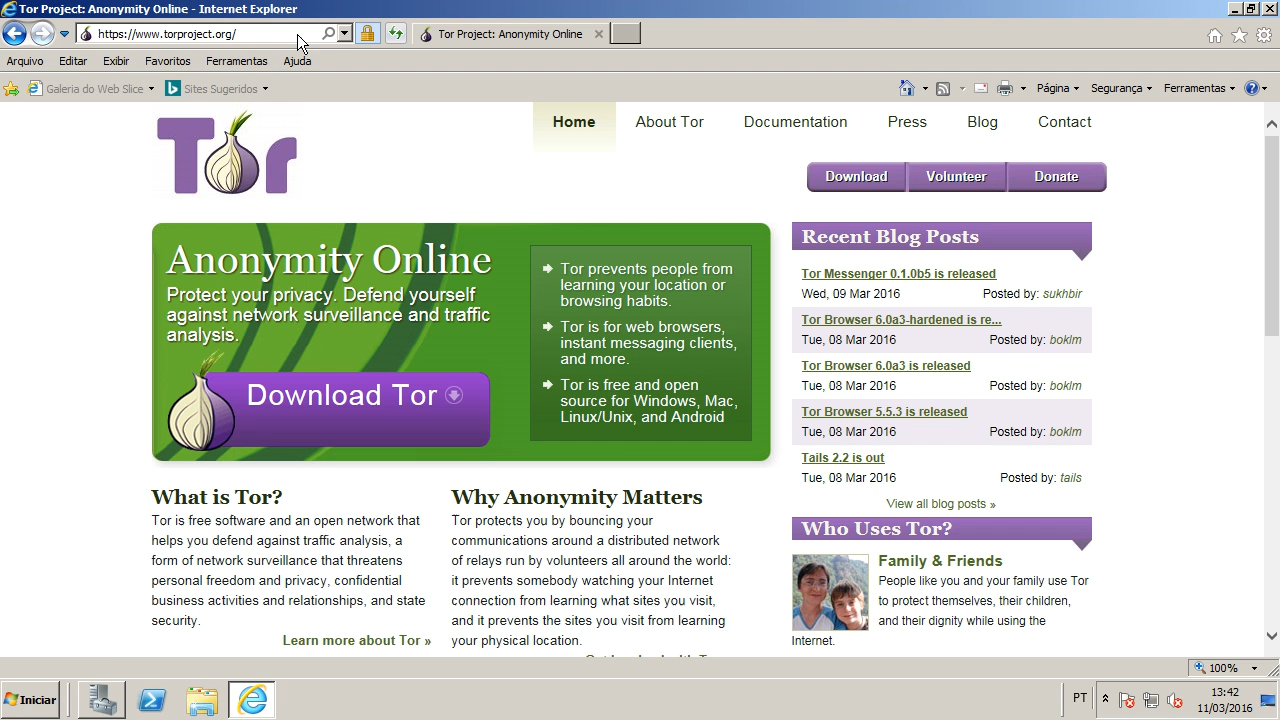 Tor Project: Anonymity Online - Internet Explorer
https://www.torproject.org/
Tor Project: Anonymity Online
Arquivo Editar Exibir Favoritos Ferramentas Ajuda
Galeria do Web Slice Sites Sugeridos
Página Segurança Ferramentas
Tor
Home About Tor Documentation Press Blog Contact
Download Volunteer Donate
Anonymity Online
Protect your privacy. Defend yourself
against network surveillance and traffic
analysis.
Download Tor
Tor prevents people from
learning your location or
browsing habits.
Tor is for web browsers,
instant messaging clients,
and more.
Tor is free and open
source for Windows, Mac,
Linux/Unix, and Android
Recent Blog Posts
Tor Messenger 0.1.0b5 is released
Wed, 09 Mar 2016 Posted by: sukhbir
Tor Browser 6.0a3-hardened is re...
Tue, 08 Mar 2016 Posted by: boklm
Tor Browser 6.0a3 is released
Tue, 08 Mar 2016 Posted by: boklm
Tor Browser 5.5.3 is released
Tue, 08 Mar 2016 Posted by: boklm
Tails 2.2 is out
Tue, 08 Mar 2016 Posted by: tails
View all blog posts »
What is Tor?
Tor is free software and an open network that
helps you defend against traffic analysis, a
form of network surveillance that threatens
personal freedom and privacy, confidential
business activities and relationships, and state
security.
Learn more about Tor »
Why Anonymity Matters
Tor protects you by bouncing your
communications around a distributed network
of relays run by volunteers all around the world:
it prevents somebody watching your Internet
connection from learning what sites you visit,
and it prevents the sites you visit from learning
your physical location.
Who Uses Tor?
Family & Friends
People like you and your family use Tor
to protect themselves, their children,
and their dignity while using the
Internet.
100%
Iniciar
PT
13:42
11/03/2016